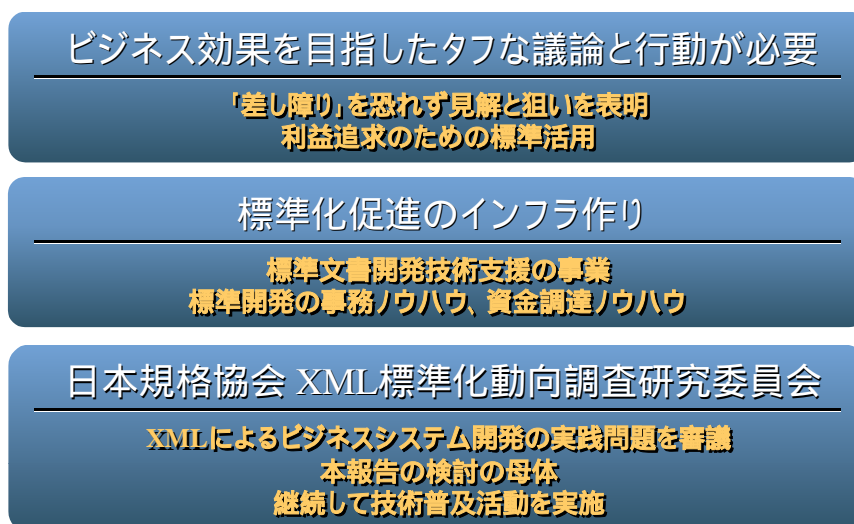 ビジネス効果を目指したタフな議論と行動が必要
「差し障り」を恐れず見解と狙いを表明
利益追求のための標準活用
標準化促進のインフラ作り
標準文書開発技術支援の事業
標準開発の事務ノウハウ、資金調達ノウハウ
日本規格協会 XML標準化動向調査研究委員会
XMLによるビジネスシステム開発の実践問題を審議
本報告の検討の母体
継続して技術普及活動を実施